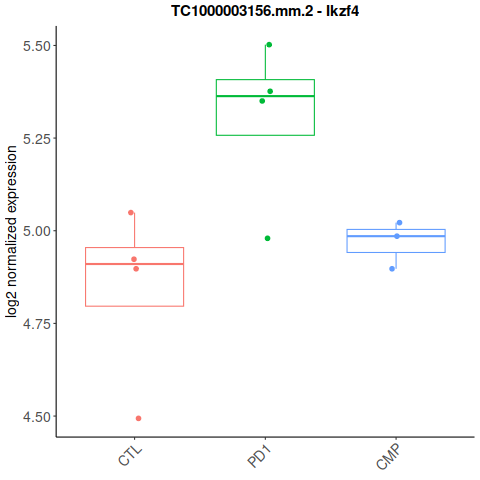 TC1000003156.mm.2 - Ikzf4
log2 normalized expression
5.50
5.25
5.00
4.75
4.50
CTL
PD1
CMP